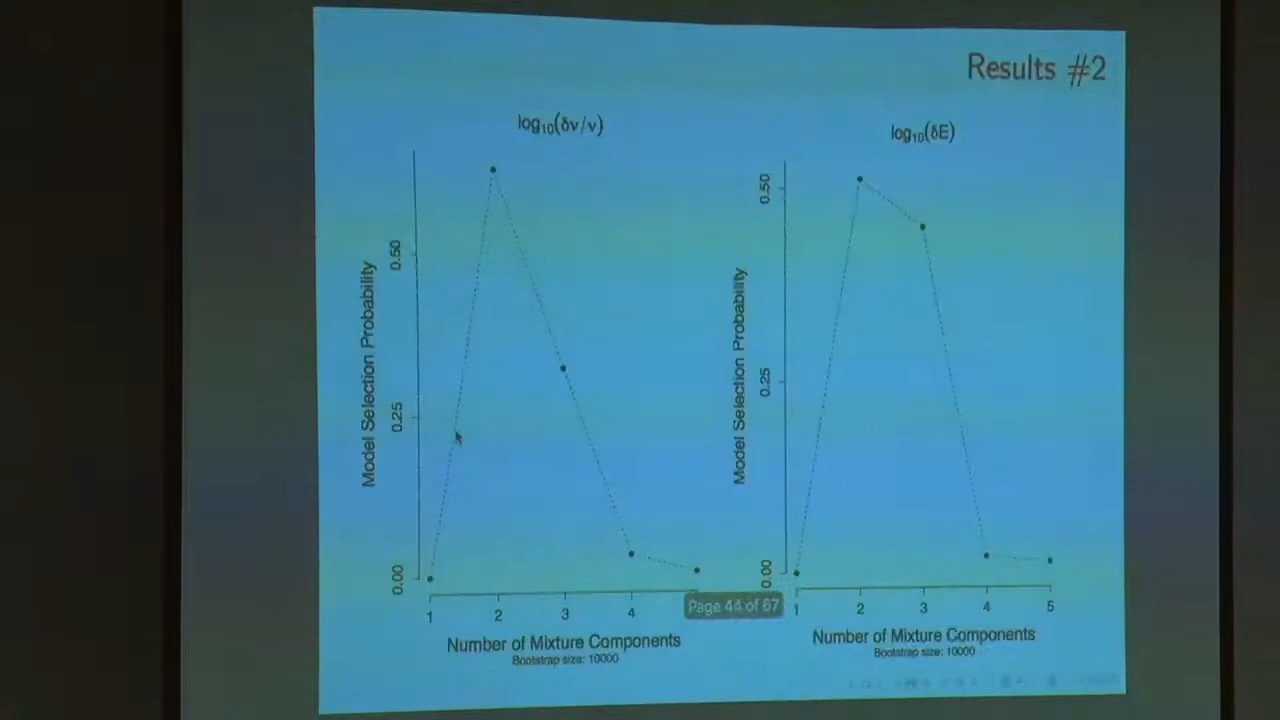 Results #2
log10(δν/ν)
Model Selection Probability
0.50
0.25
0.00
1 2 3 4
Number of Mixture Components
Bootstrap size: 10000
log10(δE)
Model Selection Probability
0.50
0.25
0.00
1 2 3 4 5
Number of Mixture Components
Bootstrap size: 10000
Page 44 of 67